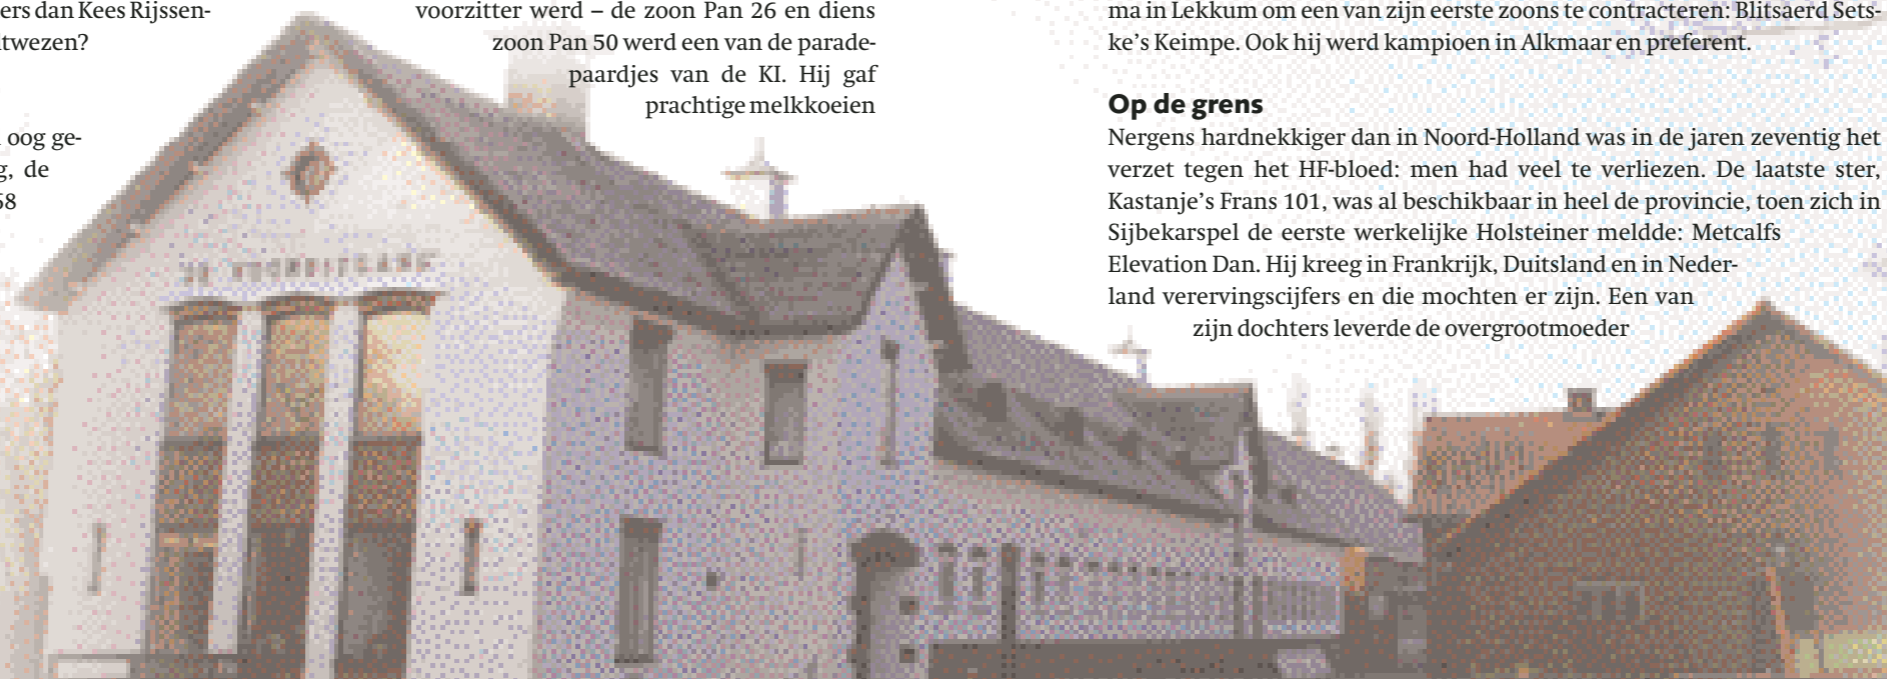 ers dan Kees Rijssen-
twezen?
oog ge-
g, de
58
voorzitter werd – de zoon Pan 26 en diens
zoon Pan 50 werd een van de parade-
paardjes van de KI. Hij gaf
prachtige melkkoeien
ma in Lekkum om een van zijn eerste zoons te contracteren: Blitsaerd Sets-
ke's Keimpe. Ook hij werd kampioen in Alkmaar en preferent.
Op de grens
Nergens hardnekkiger dan in Noord-Holland was in de jaren zeventig het
verzet tegen het HF-bloed: men had veel te verliezen. De laatste ster,
Kastanje's Frans 101, was al beschikbaar in heel de provincie, toen zich in
Sijbekarspel de eerste werkelijke Holsteiner meldde: Metcalfs
Elevation Dan. Hij kreeg in Frankrijk, Duitsland en in Neder-
land verervingscijfers en die mochten er zijn. Een van
zijn dochters leverde de overgrootmoeder